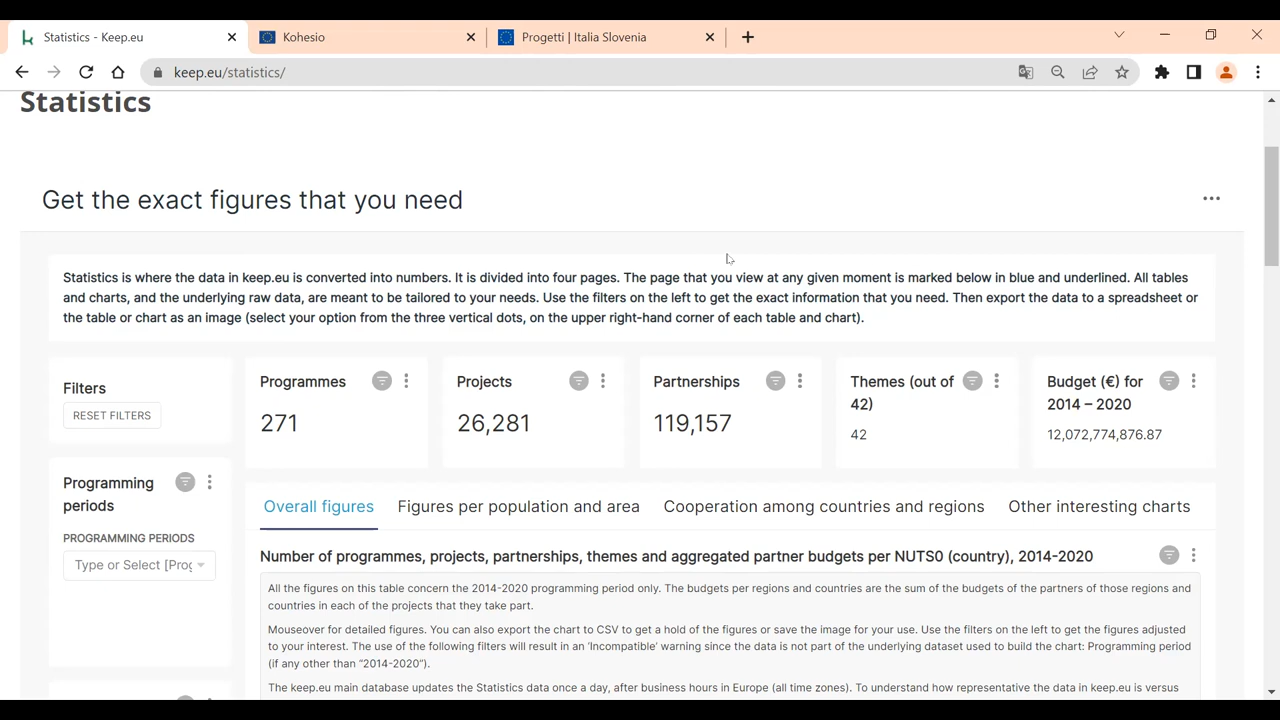 Statistics - Keep.eu
Kohesio
Progetti | Italia Slovenia
keep.eu/statistics/
Statistics
Get the exact figures that you need
Statistics is where the data in keep.eu is converted into numbers. It is divided into four pages. The page that you view at any given moment is marked below in blue and underlined. All tables
and charts, and the underlying raw data, are meant to be tailored to your needs. Use the filters on the left to get the exact information that you need. Then export the data to a spreadsheet or
the table or chart as an image (select your option from the three vertical dots, on the upper right-hand corner of each table and chart).
Filters
RESET FILTERS
Programmes
271
Projects
26,281
Partnerships
119,157
Themes (out of
42)
42
Budget (€) for
2014 – 2020
12,072,774,876.87
Programming
periods
PROGRAMMING PERIODS
Type or Select [Proç
Overall figures
Figures per population and area
Cooperation among countries and regions
Other interesting charts
Number of programmes, projects, partnerships, themes and aggregated partner budgets per NUTS0 (country), 2014-2020
All the figures on this table concern the 2014-2020 programming period only. The budgets per regions and countries are the sum of the budgets of the partners of those regions and
countries in each of the projects that they take part.
Mouseover for detailed figures. You can also export the chart to CSV to get a hold of the figures or save the image for your use. Use the filters on the left to get the figures adjusted
to your interest. The use of the following filters will result in an 'Incompatible' warning since the data is not part of the underlying dataset used to build the chart: Programming period
(if any other than "2014-2020").
The keep.eu main database updates the Statistics data once a day, after business hours in Europe (all time zones). To understand how representative the data in keep.eu is versus